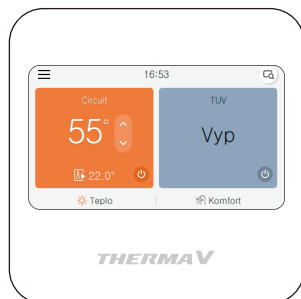 16:53
Circuit
55°
22.0°
TUV
Vyp
Teplo
Komfort
THERMA V